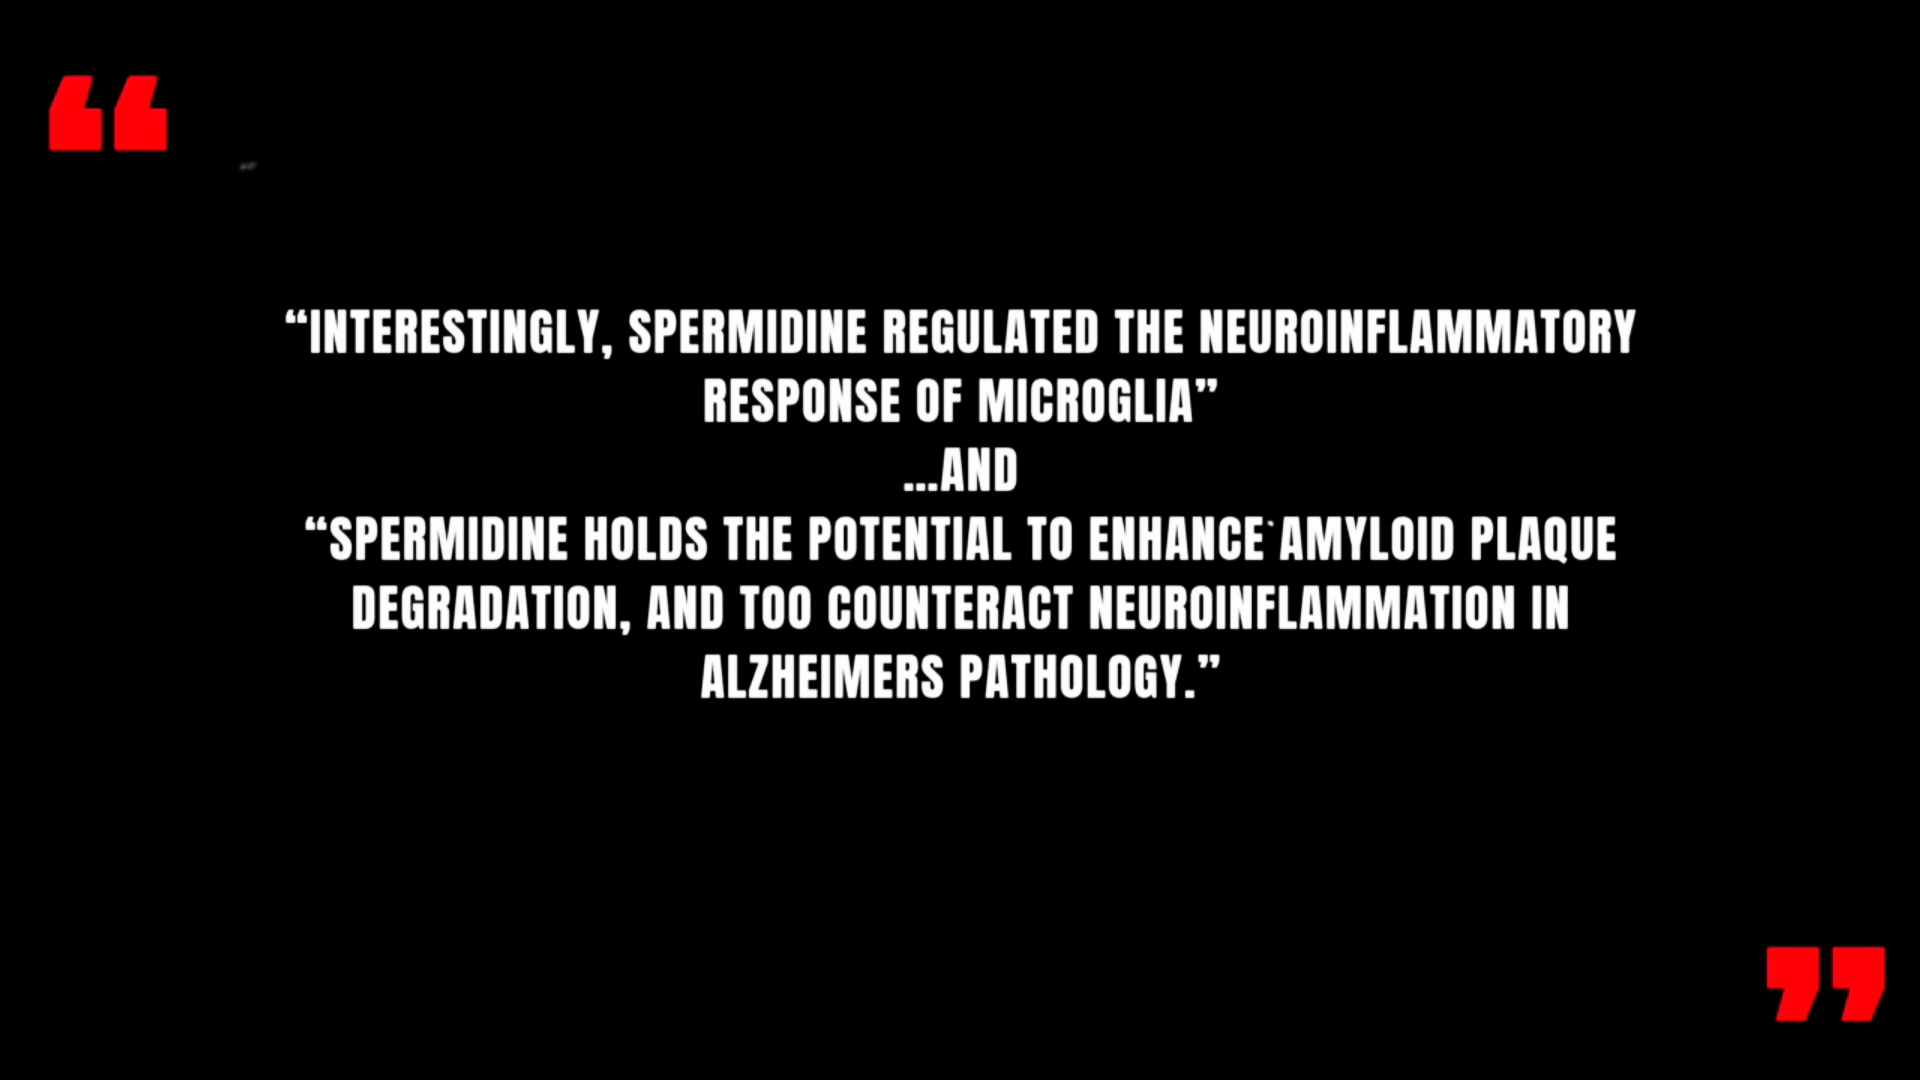 “
“INTERESTINGLY, SPERMIDINE REGULATED THE NEUROINFLAMMATORY
RESPONSE OF MICROGLIA”
...AND
“SPERMIDINE HOLDS THE POTENTIAL TO ENHANCE AMYLOID PLAQUE
DEGRADATION, AND TOO COUNTERACT NEUROINFLAMMATION IN
ALZHEIMERS PATHOLOGY.”
”